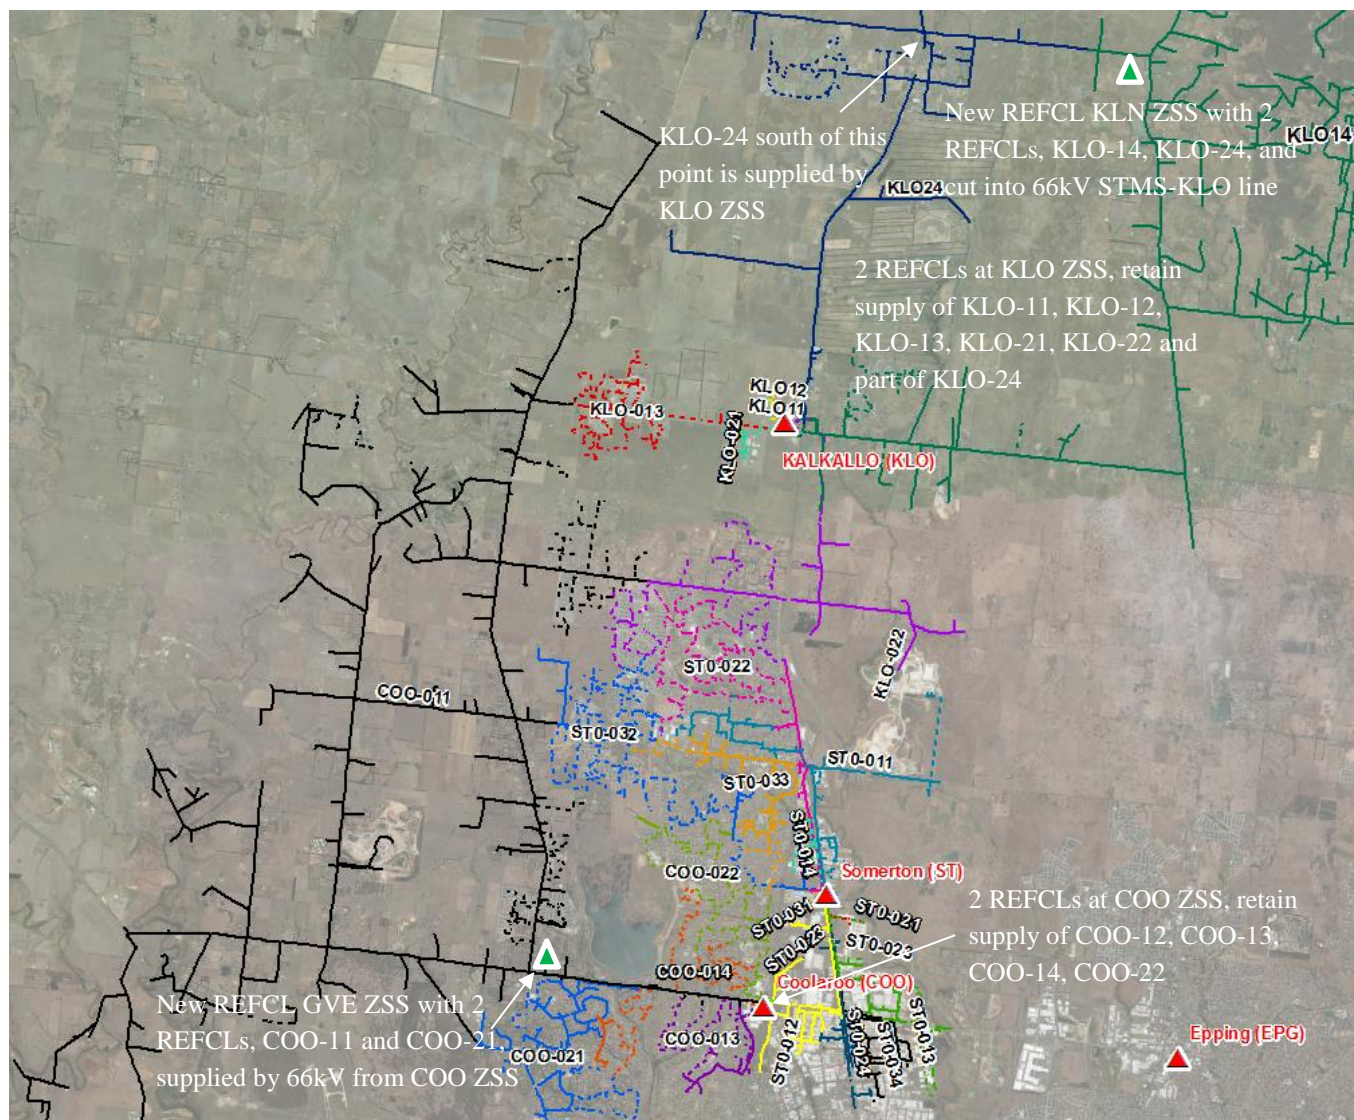 KLO-24 south of this
point is supplied by
KLO ZSS
New REFCL KLN ZSS with 2
REFCLs, KLO-14, KLO-24, and
cut into 66kV STMS-KLO line
KLO14
KLO24
2 REFCLs at KLO ZSS, retain
supply of KLO-11, KLO-12,
KLO-13, KLO-21, KLO-22 and
part of KLO-24
KLO12
KLO11
KLO-013
KLO-021
KALKALLO (KLO)
ST0-022
KLO-022
COO-011
ST0-032
ST0-011
ST0-033
ST0-014
COO-022
Somerton (ST)
2 REFCLs at COO ZSS, retain
supply of COO-12, COO-13,
COO-14, COO-22
ST0-031
ST0-021
ST0-023
ST0-023
COO-014
Coolaroo (COO)
New REFCL GVE ZSS with 2
REFCLs, COO-11 and COO-21,
supplied by 66kV from COO ZSS
COO-021
COO-013
ST0-012
ST0-024
ST0-034
ST0-013
Epping (EPG)